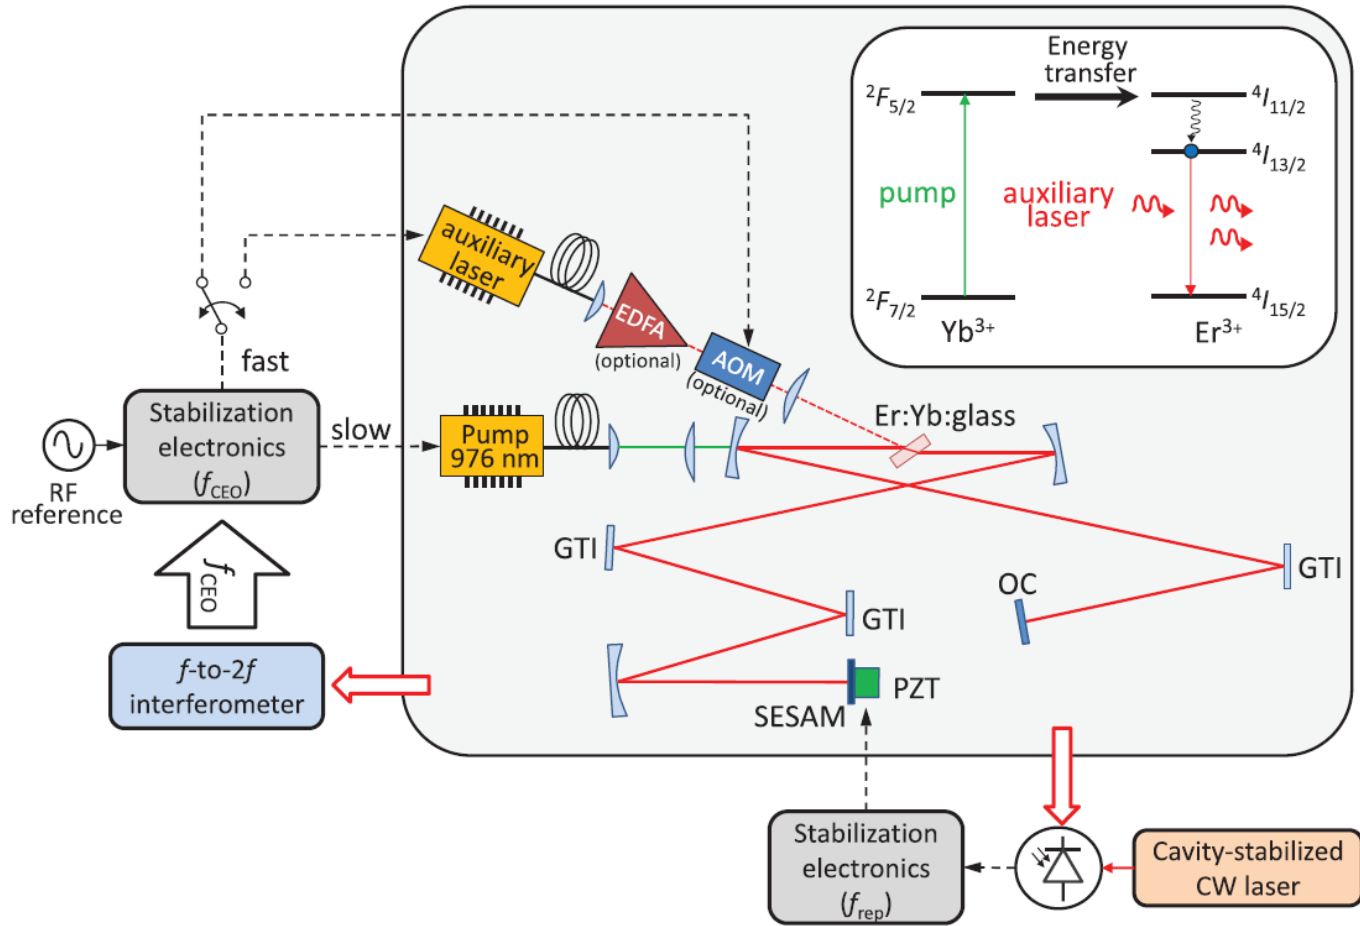 Energy
transfer
²F₅/₂
⁴I₁₁/₂
⁴I₁₃/₂
pump
auxiliary
laser
²F₇/₂
⁴I₁₅/₂
Yb³⁺
Er³⁺
auxiliary
laser
EDFA
(optional)
AOM
(optional)
fast
Stabilization
electronics
(fCEO)
slow
RF
reference
Pump
976 nm
Er:Yb:glass
GTI
GTI
OC
GTI
fCEO
f-to-2f
interferometer
SESAM
PZT
Stabilization
electronics
(frep)
Cavity-stabilized
CW laser